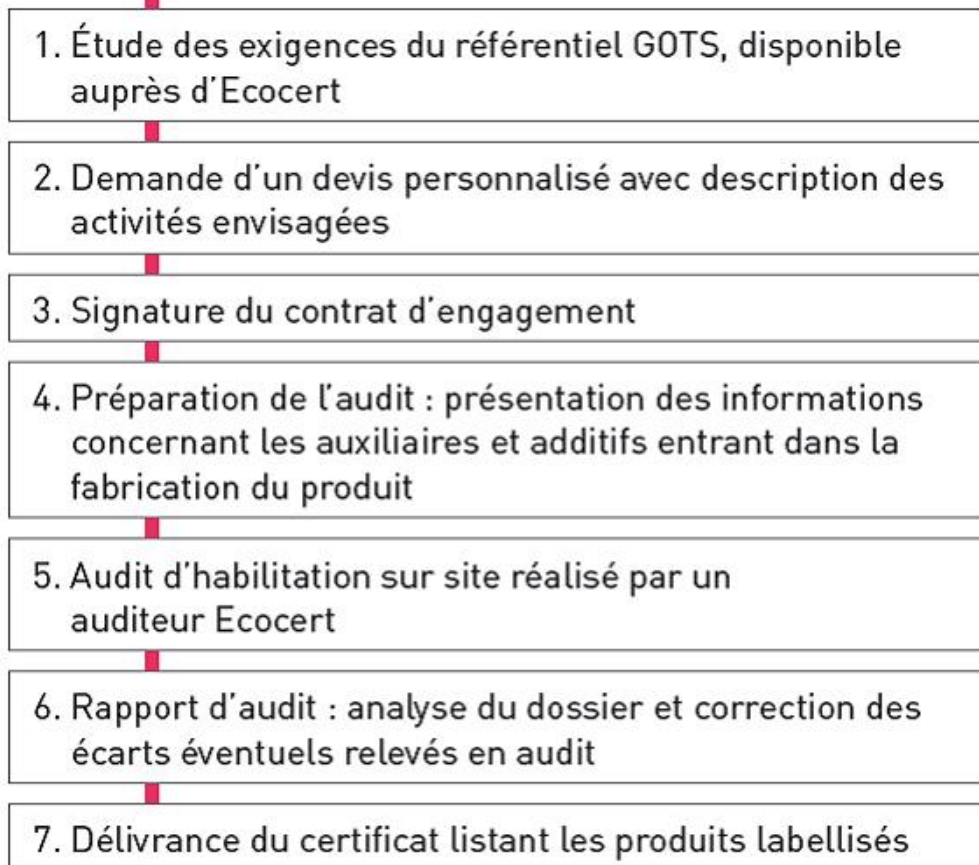 1. Étude des exigences du référentiel GOTS, disponible
auprès d'Ecocert
2. Demande d'un devis personnalisé avec description des
activités envisagées
3. Signature du contrat d'engagement
4. Préparation de l'audit : présentation des informations
concernant les auxiliaires et additifs entrant dans la
fabrication du produit
5. Audit d'habilitation sur site réalisé par un
auditeur Ecocert
6. Rapport d'audit : analyse du dossier et correction des
écarts éventuels relevés en audit
7. Délivrance du certificat listant les produits labellisés